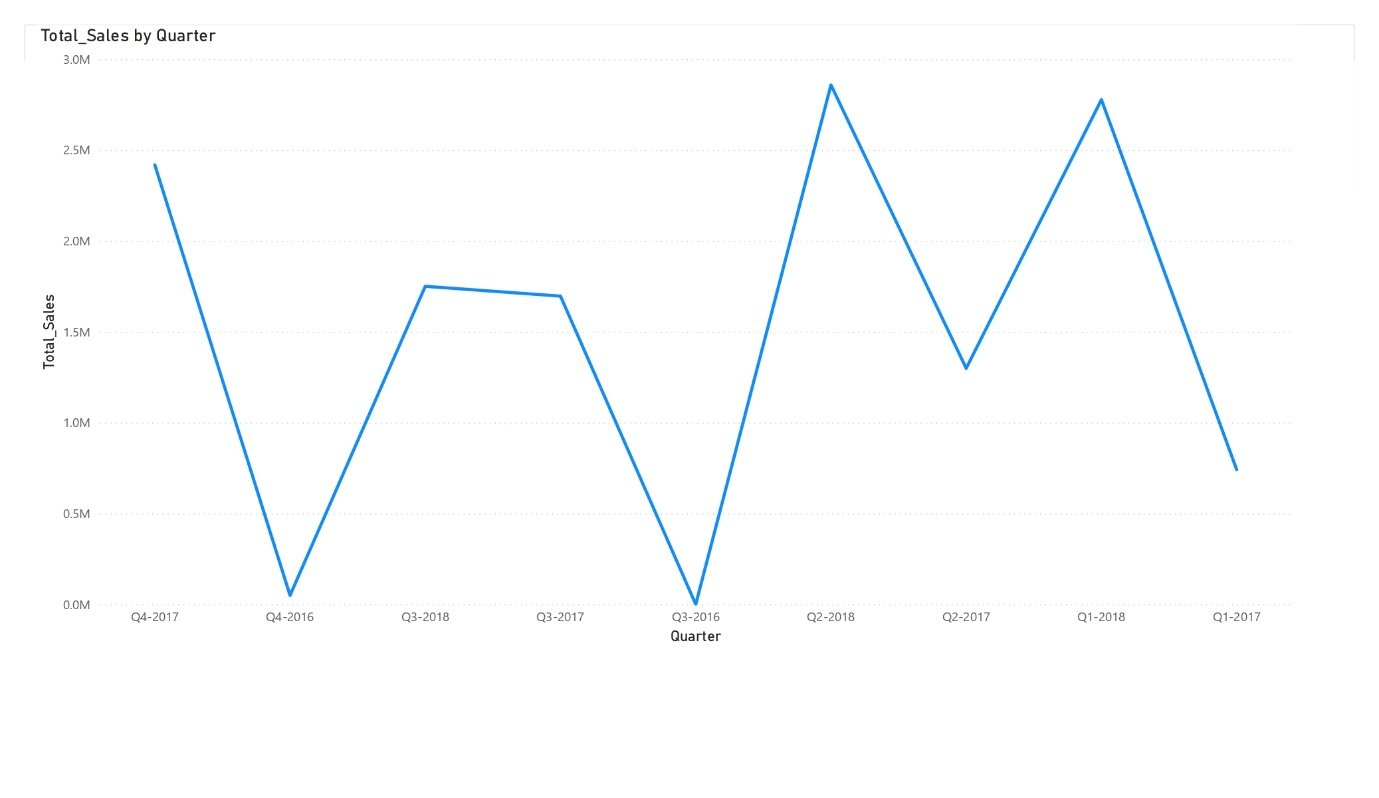 Total_Sales by Quarter
3.0M
2.5M
2.0M
1.5M
1.0M
0.5M
0.0M
Total_Sales
Q4-2017 Q4-2016 Q3-2018 Q3-2017 Q3-2016 Q2-2018 Q2-2017 Q1-2018 Q1-2017
Quarter